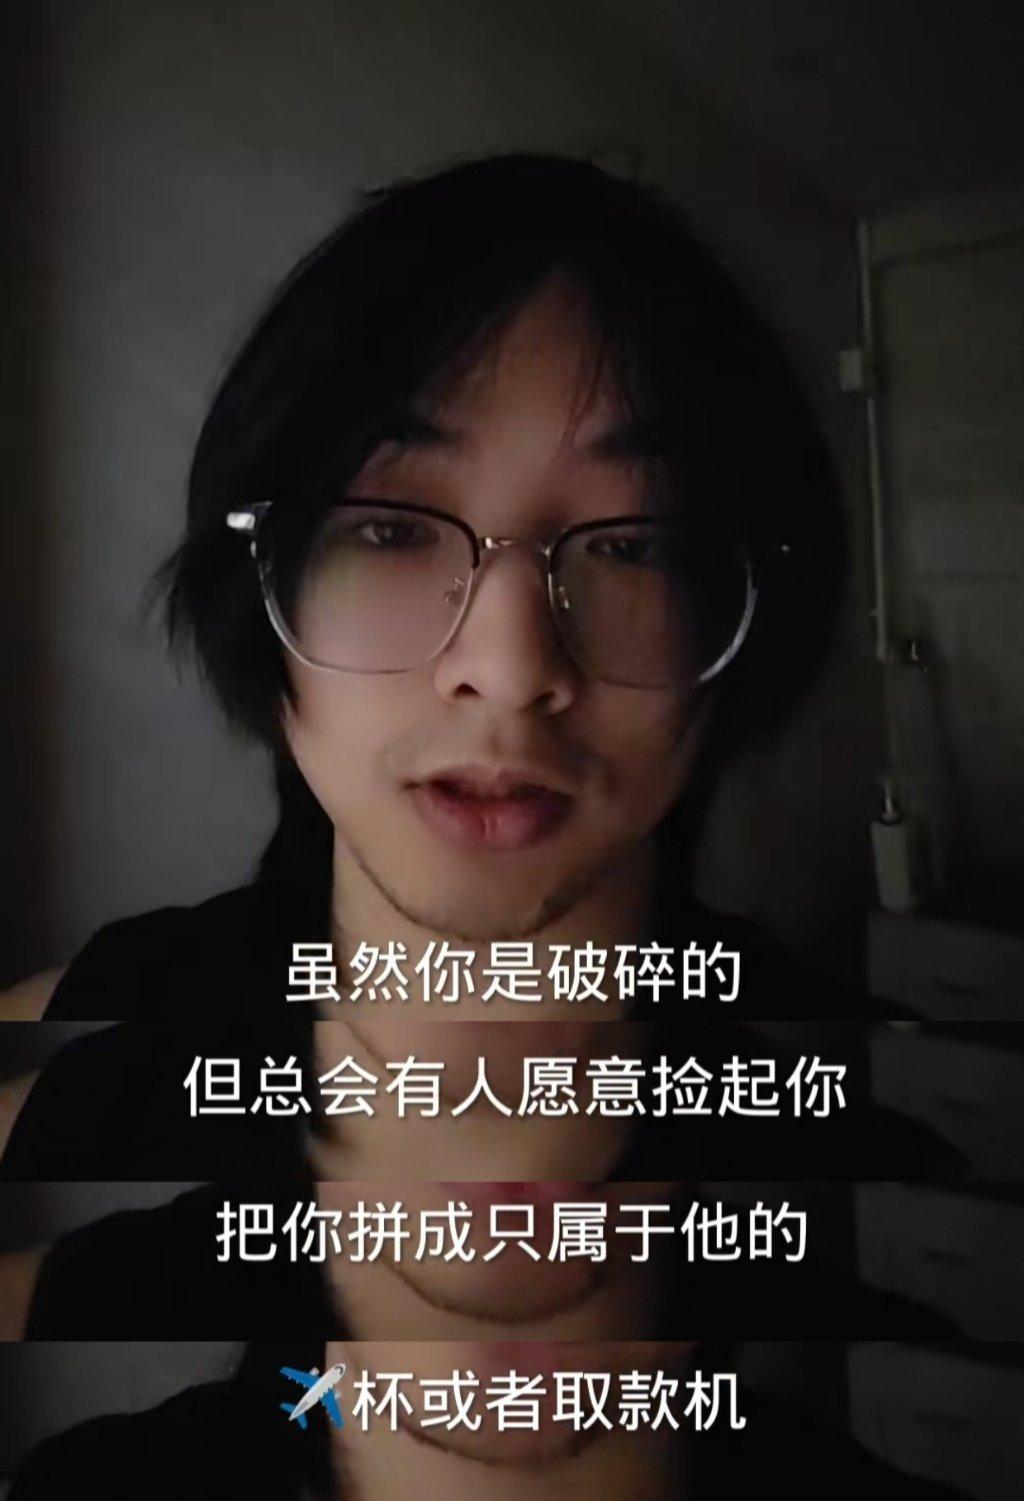 虽然你是破碎的
但总会有人愿意捡起你
把你拼成只属于他的
✈️杯或者取款机